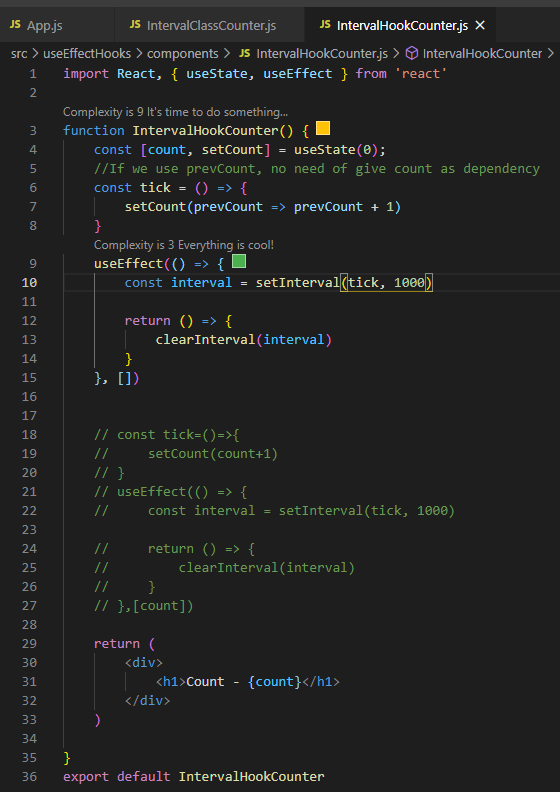 JS App.js JS IntervalClassCounter.js JS IntervalHookCounter.js ×
src > useEffectHooks > components > JS IntervalHookCounter.js > IntervalHookCounter >
1 import React, { useState, useEffect } from 'react'
2
Complexity is 9 It's time to do something...
3 function IntervalHookCounter() {
4 const [count, setCount] = useState(0);
5 //If we use prevCount, no need of give count as dependency
6 const tick = () => {
7 setCount(prevCount => prevCount + 1)
8 }
Complexity is 3 Everything is cool!
9 useEffect(() => {
10 const interval = setInterval(tick, 1000)
11
12 return () => {
13 clearInterval(interval)
14 }
15 }, [])
16
17
18 // const tick=()=>{
19 // setCount(count+1)
20 // }
21 // useEffect(() => {
22 // const interval = setInterval(tick, 1000)
23
24 // return () => {
25 // clearInterval(interval)
26 // }
27 // },[count])
28
29 return (
30 <div>
31 <h1>Count - {count}</h1>
32 </div>
33 )
34
35 }
36 export default IntervalHookCounter